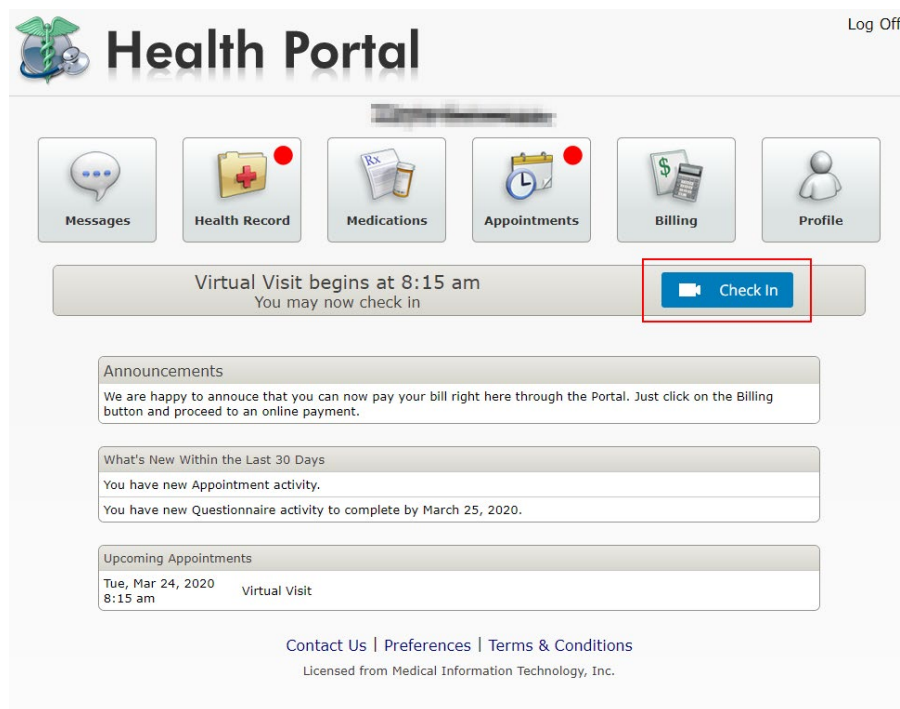 Log Off
Health Portal
Rx
$
Messages
Health Record
Medications
Appointments
Billing
Profile
Virtual Visit begins at 8:15 am
You may now check in
Check In
Announcements
We are happy to annouce that you can now pay your bill right here through the Portal. Just click on the Billing
button and proceed to an online payment.
What's New Within the Last 30 Days
You have new Appointment activity.
You have new Questionnaire activity to complete by March 25, 2020.
Upcoming Appointments
Tue, Mar 24, 2020
8:15 am
Virtual Visit
Contact Us | Preferences | Terms & Conditions
Licensed from Medical Information Technology, Inc.